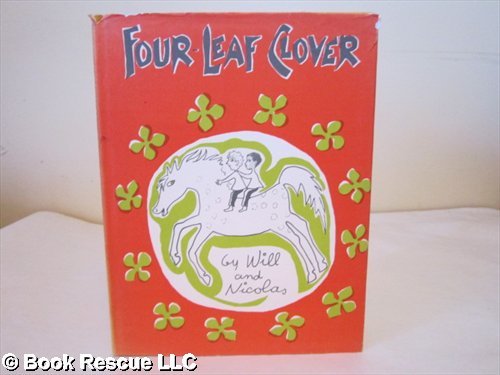 FOUR LEAF CLOVER
by Will
and
Nicolas
© Book Rescue LLC